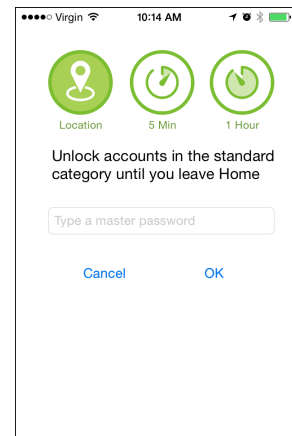 Virgin 10:14 AM
Location 5 Min 1 Hour
Unlock accounts in the standard
category until you leave Home
Type a master password
Cancel OK